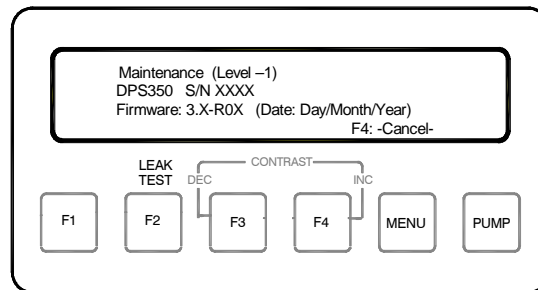 Maintenance (Level –1)
DPS350 S/N XXXX
Firmware: 3.X-R0X (Date: Day/Month/Year)
F4: -Cancel-
LEAK
TEST
CONTRAST
DEC
INC
F1
F2
F3
F4
MENU
PUMP